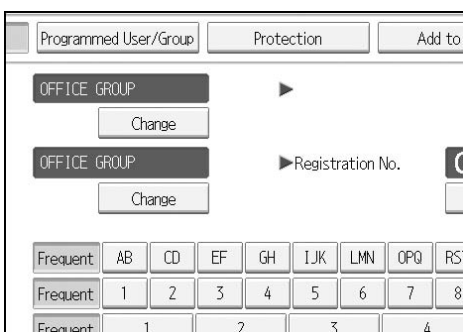 Programmed User/Group Protection Add to
OFFICE GROUP
Change
OFFICE GROUP Registration No.
Change
Frequent AB CD EF GH IJK LMN OPQ RST
Frequent 1 2 3 4 5 6 7 8
Frequent 1 2 3 4